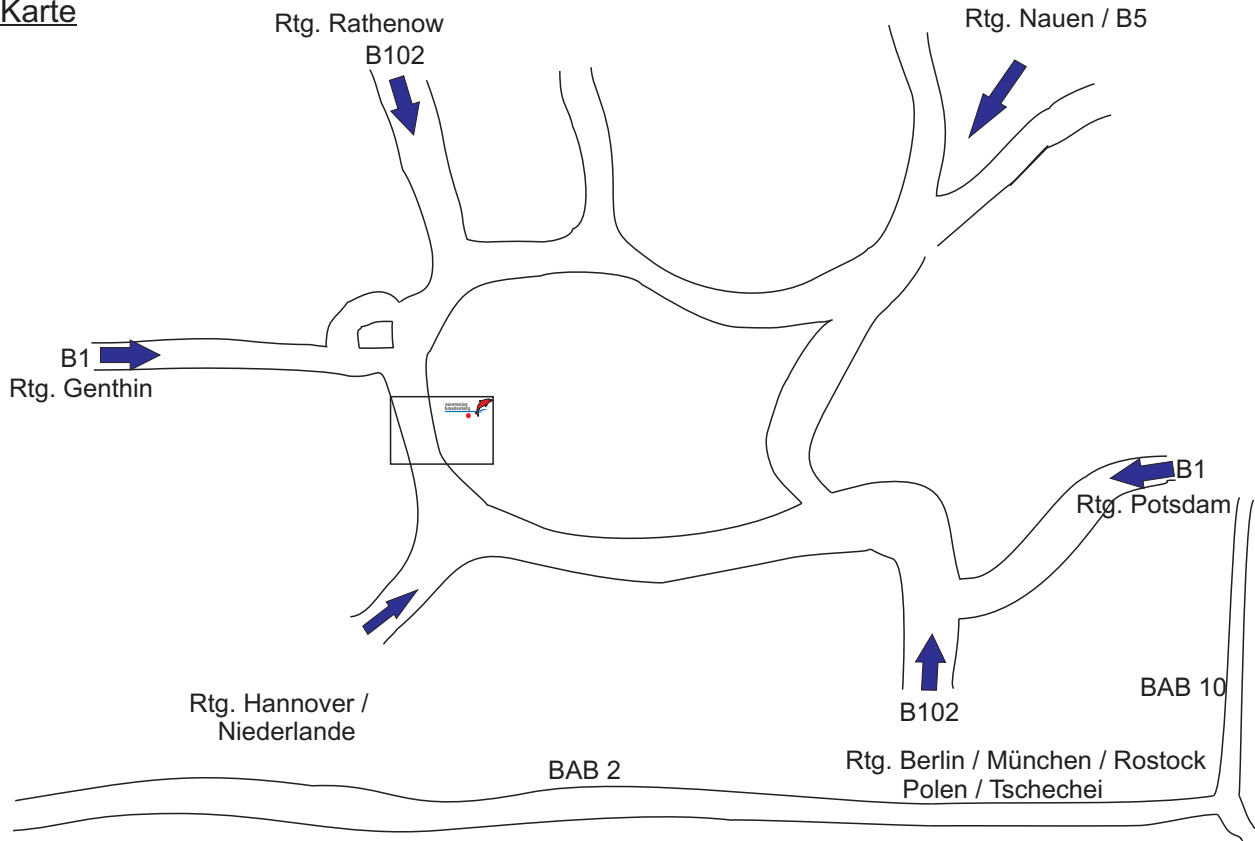 Karte
Rtg. Rathenow
B102
Rtg. Nauen / B5
B1
Rtg. Genthin
B1
Rtg. Potsdam
Rtg. Hannover /
Niederlande
B102
BAB 10
Rtg. Berlin / München / Rostock
Polen / Tschechei
BAB 2